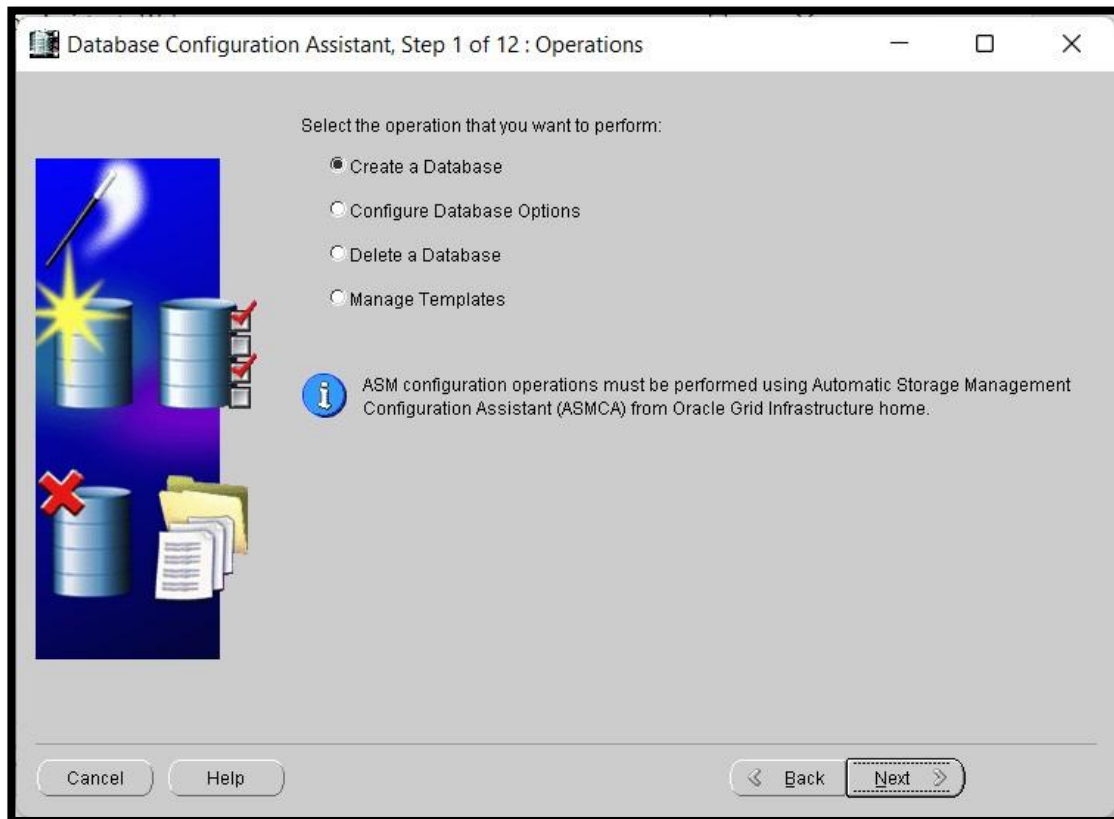 Database Configuration Assistant, Step 1 of 12 : Operations
Select the operation that you want to perform:
Create a Database
Configure Database Options
Delete a Database
Manage Templates
ASM configuration operations must be performed using Automatic Storage Management
Configuration Assistant (ASMCA) from Oracle Grid Infrastructure home.
Cancel
Help
Back
Next